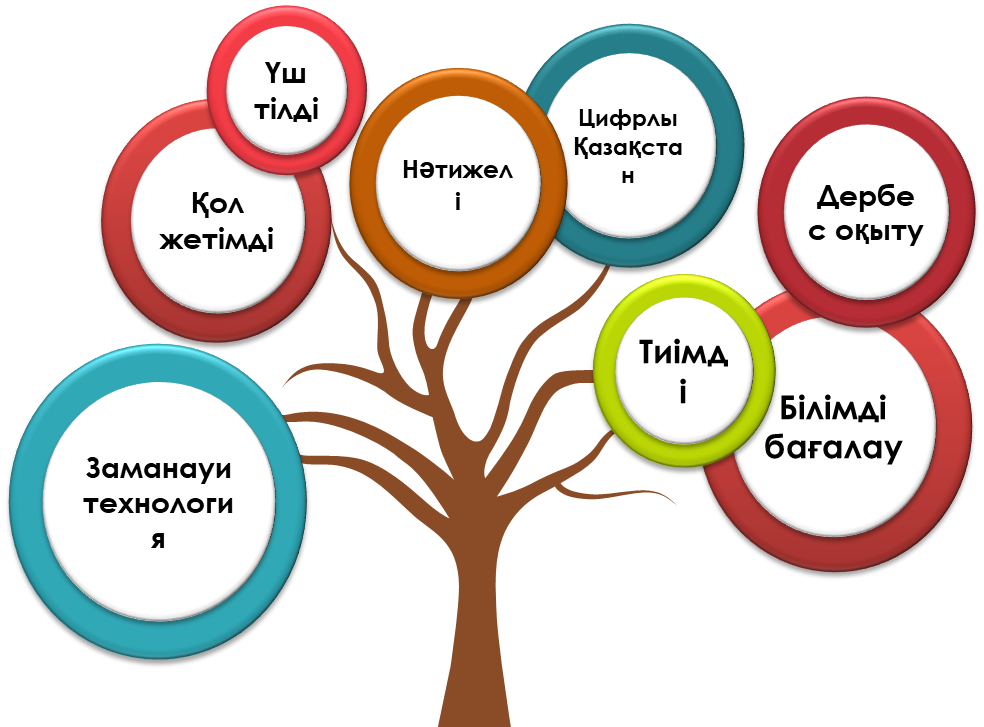 Үш
тілді
Қол
жетімді
Нәтижел
і
Цифрлы
Қазақста
н
Дербе
с оқыту
Тиімд
і
Білімді
бағалау
Заманауи
технологи
я